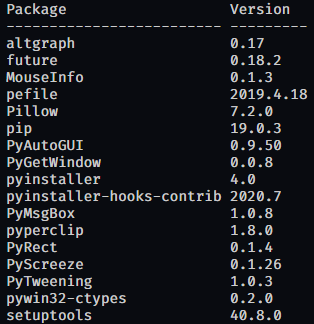 Package Version
------------------------- ---------
altgraph 0.17
future 0.18.2
MouseInfo 0.1.3
pefile 2019.4.18
Pillow 7.2.0
pip 19.0.3
PyAutoGUI 0.9.50
PyGetWindow 0.0.8
pyinstaller 4.0
pyinstaller-hooks-contrib 2020.7
PyMsgBox 1.0.8
pyperclip 1.8.0
PyRect 0.1.4
PyScreeze 0.1.26
PyTweening 1.0.3
pywin32-ctypes 0.2.0
setuptools 40.8.0